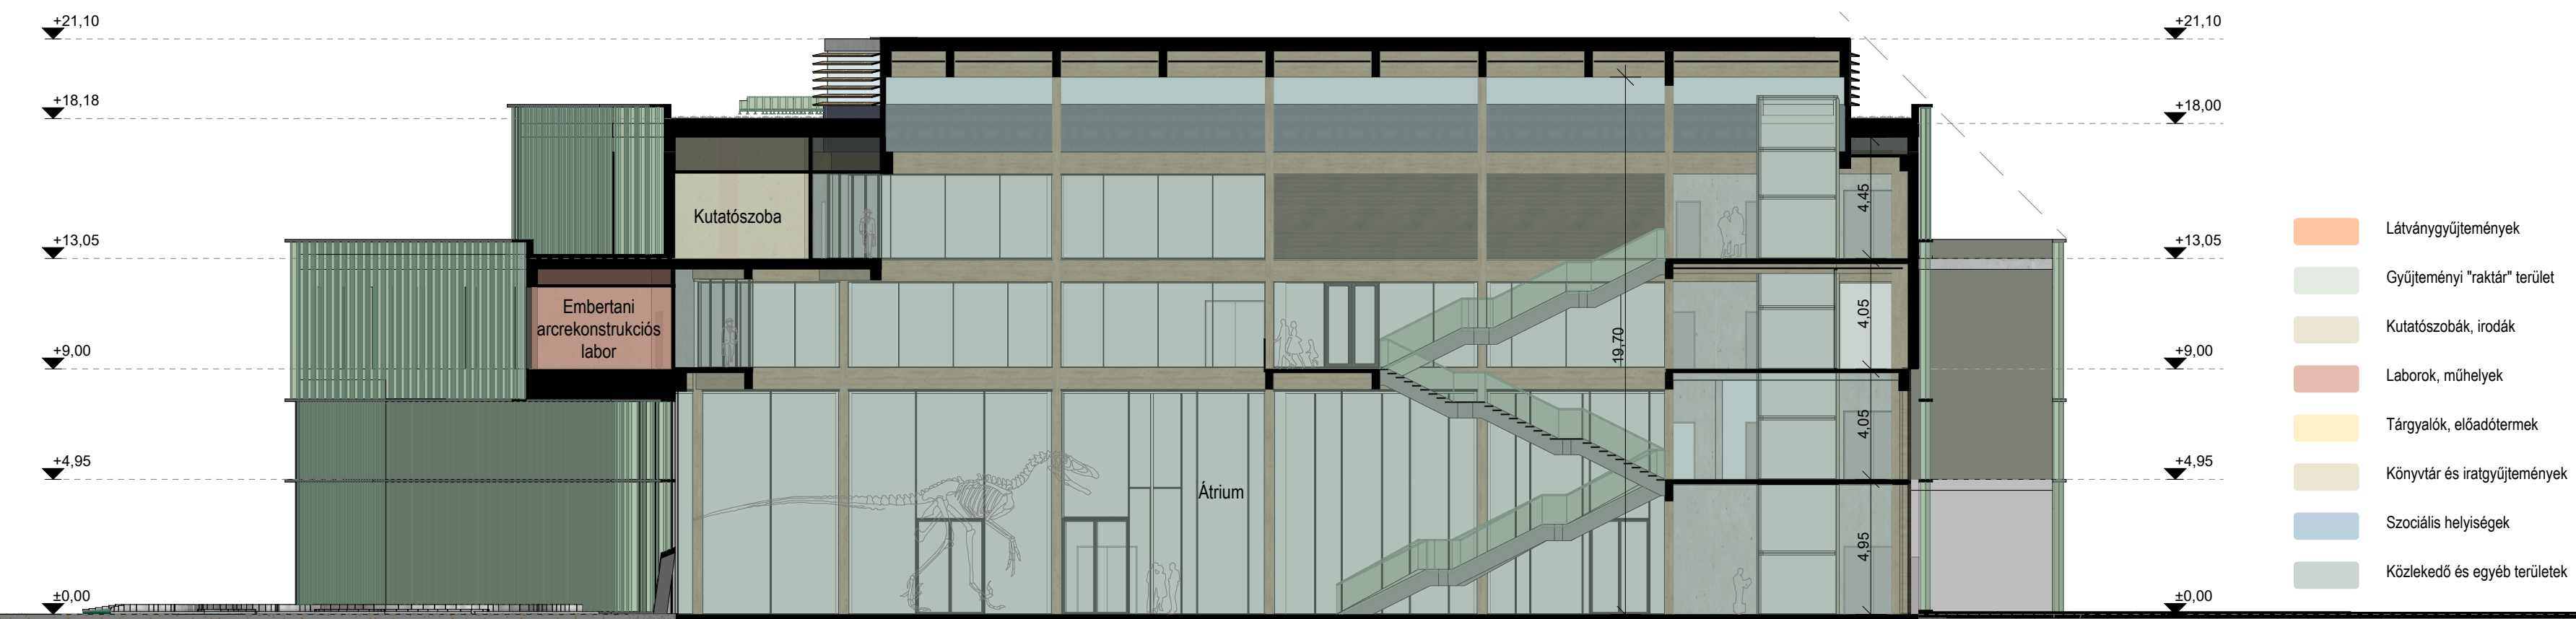 +21,10
+18,18
+13,05
+9,00
+4,95
±0,00
Kutatószoba
Embertani
arcrekonstrukciós
labor
Átrium
19,70
4,45
4,05
4,05
4,95
+21,10
+18,00
+13,05
+9,00
+4,95
±0,00
Látványgyűjtemények
Gyűjteményi "raktár" terület
Kutatószobák, irodák
Laborok, műhelyek
Tárgyalók, előadótermek
Könyvtár és iratgyűjtemények
Szociális helyiségek
Közlekedő és egyéb területek